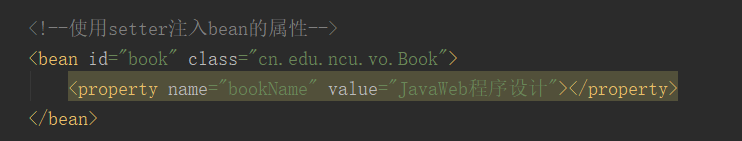 <!--使用setter注入bean的属性-->
<bean id="book" class="cn.edu.ncu.vo.Book">
<property name="bookName" value="JavaWeb程序设计"></property>
</bean>